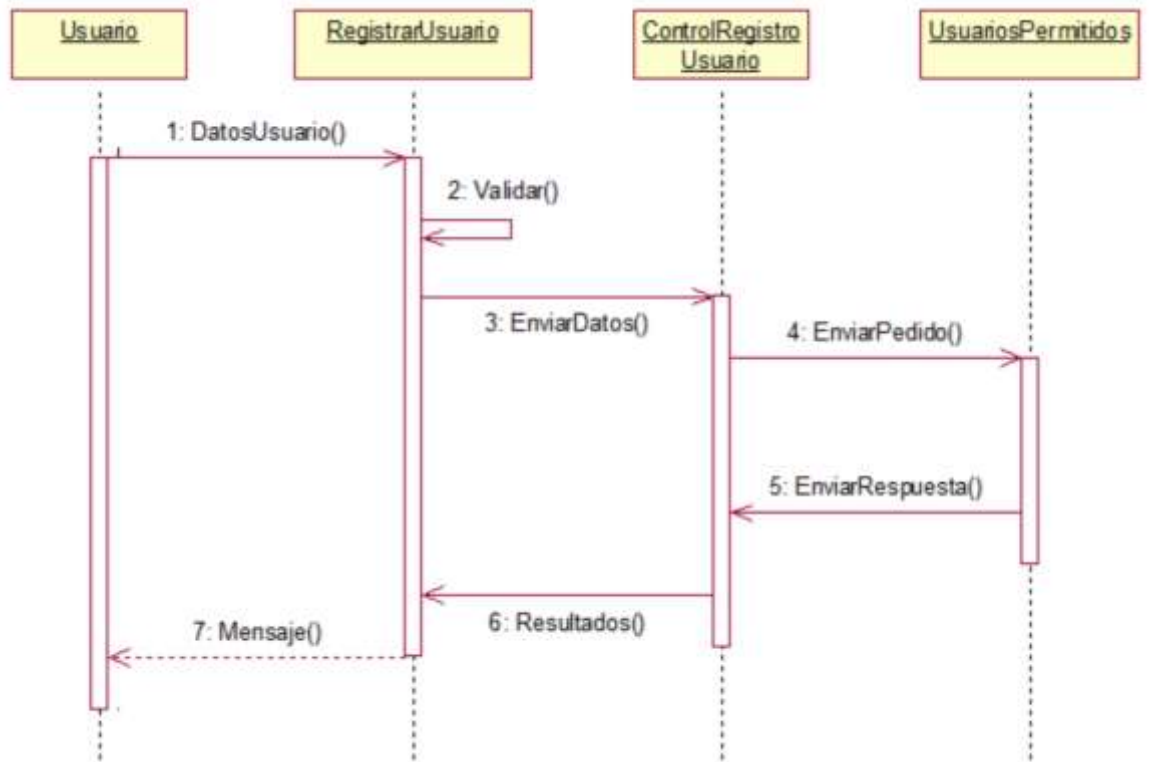 Usuario
RegistrarUsuario
ControlRegistro
Usuario
UsuariosPermitidos
1: DatosUsuario()
2: Validar()
3: EnviarDatos()
4: EnviarPedido()
5: EnviarRespuesta()
6: Resultados()
7: Mensaje()